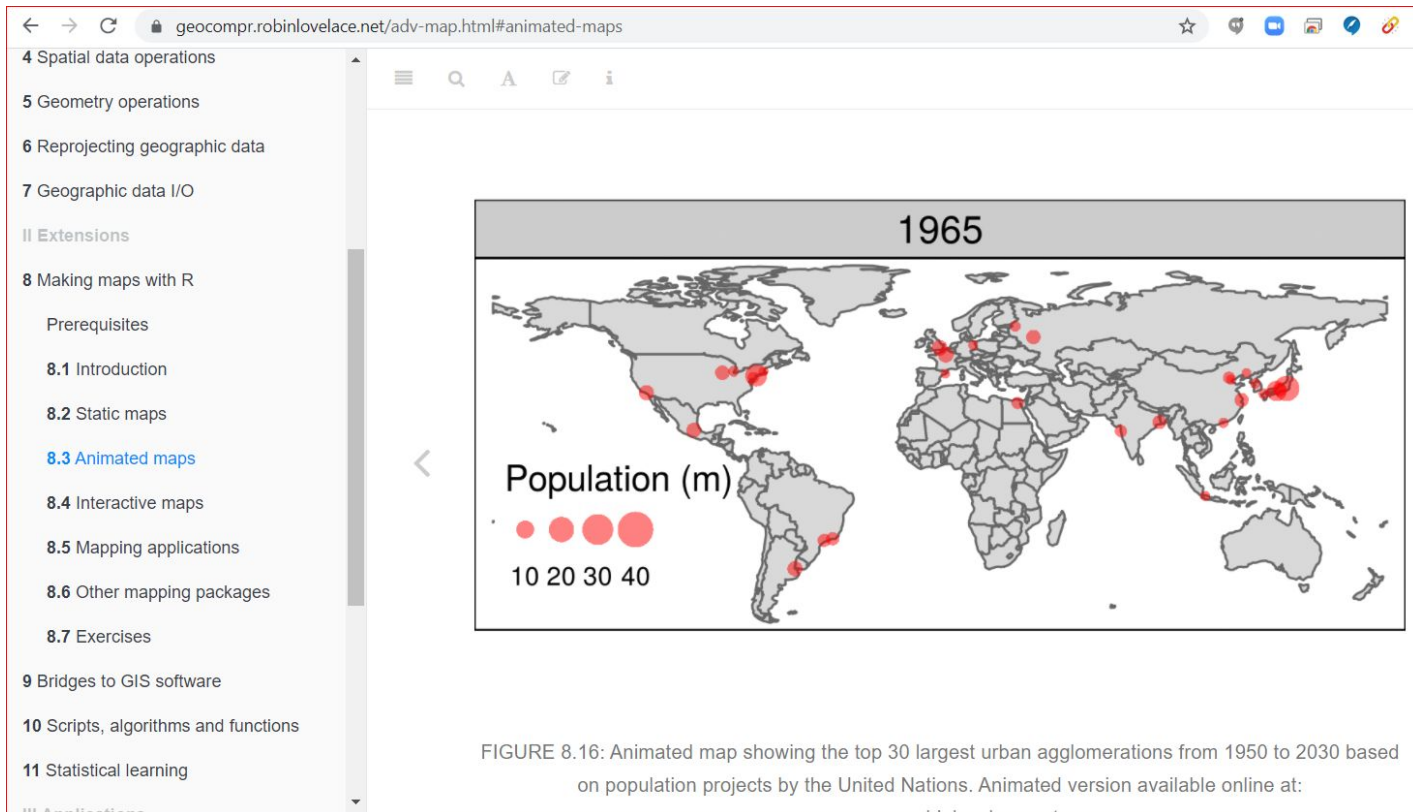 geocompr.robinlovelace.net/adv-map.html#animated-maps
4 Spatial data operations
5 Geometry operations
6 Reprojecting geographic data
7 Geographic data I/O
II Extensions
8 Making maps with R
Prerequisites
8.1 Introduction
8.2 Static maps
8.3 Animated maps
8.4 Interactive maps
8.5 Mapping applications
8.6 Other mapping packages
8.7 Exercises
9 Bridges to GIS software
10 Scripts, algorithms and functions
11 Statistical learning
A
i
1965
Population (m)
10 20 30 40
FIGURE 8.16: Animated map showing the top 30 largest urban agglomerations from 1950 to 2030 based
on population projects by the United Nations. Animated version available online at: